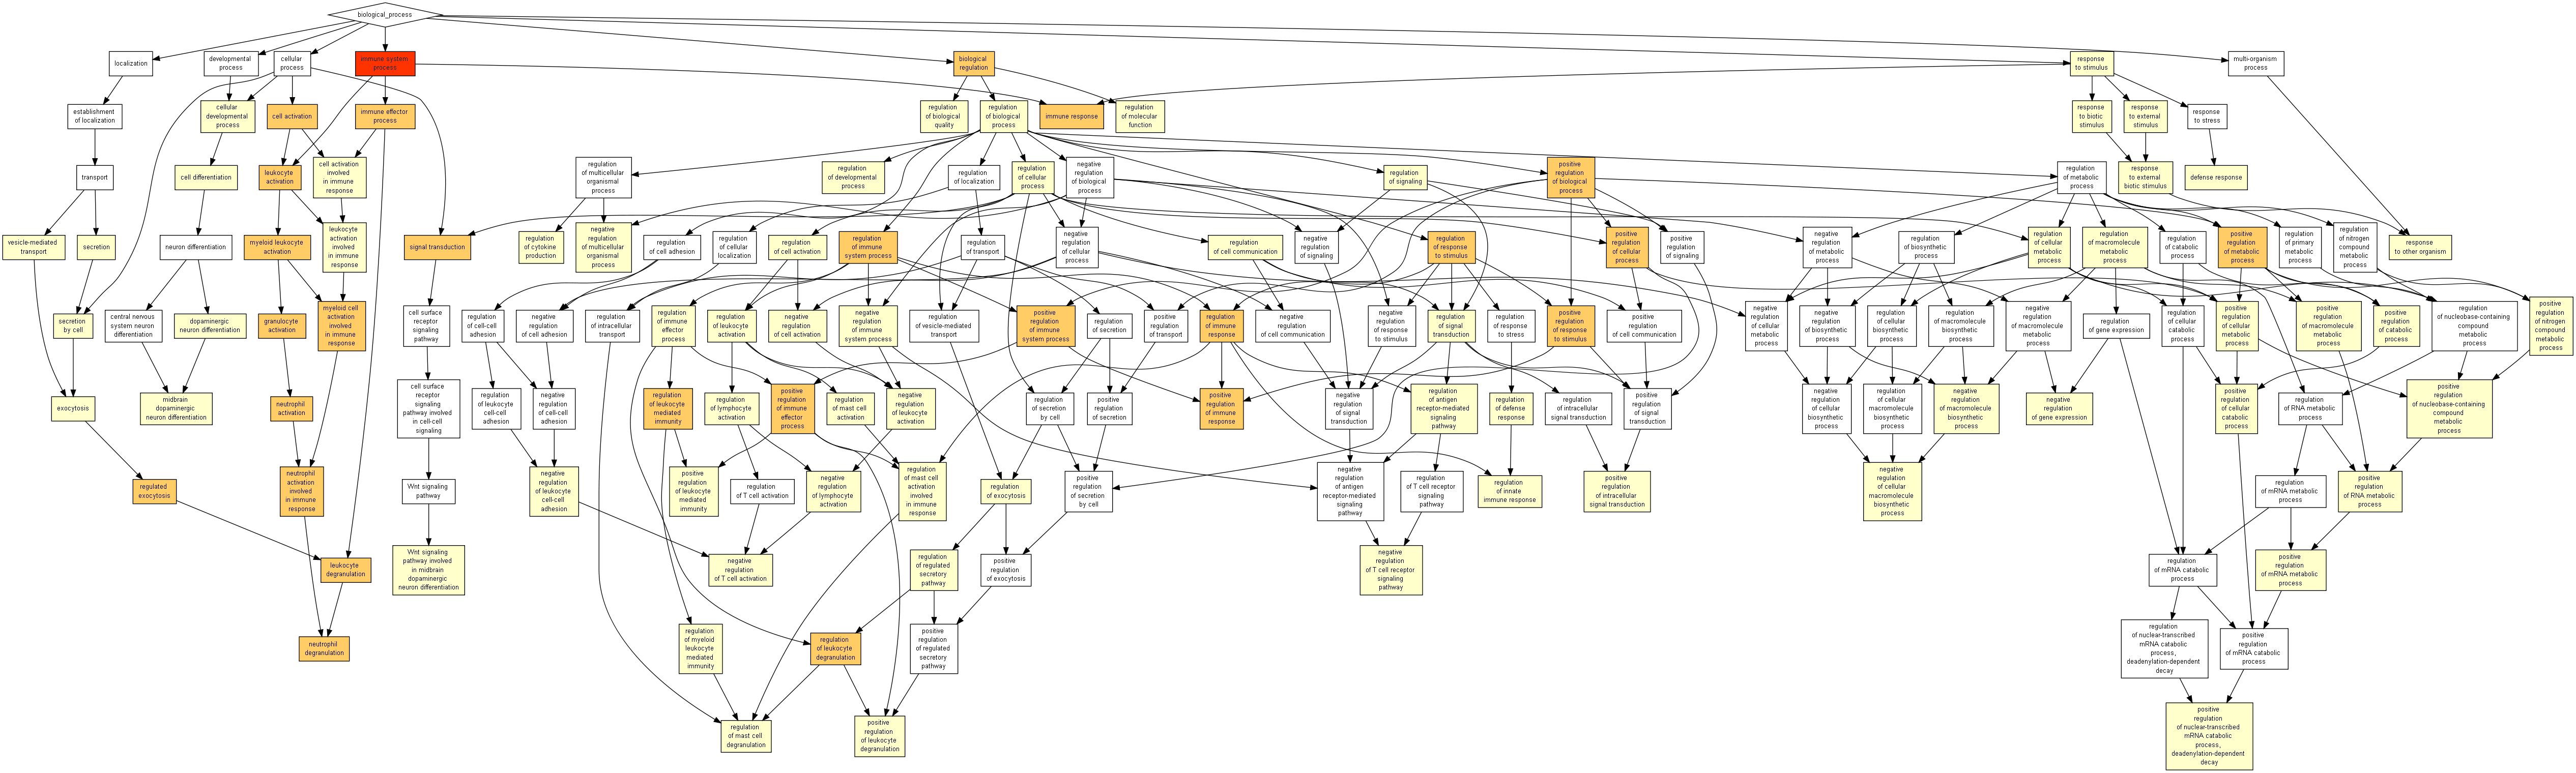 biological_process
localization
developmental
process
cellular
process
immune system
process
biological
regulation
response
to stimulus
multi-organism
process
establishment
of localization
cellular
developmental
process
cell activation
immune effector
process
regulation
of biological
quality
regulation
of biological
process
immune response
regulation
of molecular
function
response
to biotic
stimulus
response
to external
stimulus
response
to stress
transport
cell differentiation
leukocyte
activation
cell activation
involved
in immune
response
regulation
of multicellular
organismal
process
regulation
of developmental
process
regulation
of localization
regulation
of cellular
process
negative
regulation
of biological
process
regulation
of signaling
positive
regulation
of biological
process
regulation
of metabolic
process
response
to external
biotic stimulus
defense response
vesicle-mediated
transport
secretion
neuron differentiation
myeloid leukocyte
activation
leukocyte
activation
involved
in immune
response
signal transduction
regulation
of cytokine
production
negative
regulation
of multicellular
organismal
process
regulation
of cell adhesion
regulation
of cellular
localization
regulation
of cell activation
regulation
of immune
system process
regulation
of transport
negative
regulation
of cellular
process
regulation
of cell communication
negative
regulation
of signaling
regulation
of response
to stimulus
positive
regulation
of cellular
process
positive
regulation
of signaling
negative
regulation
of metabolic
process
regulation
of biosynthetic
process
regulation
of cellular
metabolic
process
regulation
of macromolecule
metabolic
process
regulation
of catabolic
process
positive
regulation
of metabolic
process
regulation
of primary
metabolic
process
regulation
of nitrogen
compound
metabolic
process
response
to other organism
secretion
by cell
central nervous
system neuron
differentiation
dopaminergic
neuron differentiation
granulocyte
activation
myeloid cell
activation
involved
in immune
response
cell surface
receptor
signaling
pathway
regulation
of cell-cell
adhesion
negative
regulation
of cell adhesion
regulation
of intracellular
transport
regulation
of immune
effector
process
regulation
of leukocyte
activation
negative
regulation
of cell activation
negative
regulation
of immune
system process
regulation
of vesicle-mediated
transport
positive
regulation
of immune
system process
regulation
of secretion
positive
regulation
of transport
regulation
of immune
response
negative
regulation
of cell communication
negative
regulation
of response
to stimulus
regulation
of signal
transduction
regulation
of response
to stress
positive
regulation
of response
to stimulus
positive
regulation
of cell communication
negative
regulation
of cellular
metabolic
process
negative
regulation
of biosynthetic
process
regulation
of cellular
biosynthetic
process
regulation
of macromolecule
biosynthetic
process
negative
regulation
of macromolecule
metabolic
process
regulation
of gene expression
regulation
of cellular
catabolic
process
positive
regulation
of cellular
metabolic
process
positive
regulation
of macromolecule
metabolic
process
positive
regulation
of catabolic
process
regulation
of nucleobase-containing
compound
metabolic
process
positive
regulation
of nitrogen
compound
metabolic
process
exocytosis
midbrain
dopaminergic
neuron differentiation
neutrophil
activation
cell surface
receptor
signaling
pathway involved
in cell-cell
signaling
regulation
of leukocyte
cell-cell
adhesion
negative
regulation
of cell-cell
adhesion
regulation
of leukocyte
mediated
immunity
regulation
of lymphocyte
activation
positive
regulation
of immune
effector
process
regulation
of mast cell
activation
negative
regulation
of leukocyte
activation
regulation
of secretion
by cell
positive
regulation
of secretion
positive
regulation
of immune
response
negative
regulation
of signal
transduction
regulation
of antigen
receptor-mediated
signaling
pathway
regulation
of defense
response
regulation
of intracellular
signal transduction
positive
regulation
of signal
transduction
negative
regulation
of cellular
biosynthetic
process
regulation
of cellular
macromolecule
biosynthetic
process
negative
regulation
of macromolecule
biosynthetic
process
negative
regulation
of gene expression
positive
regulation
of cellular
catabolic
process
regulation
of RNA metabolic
process
positive
regulation
of nucleobase-containing
compound
metabolic
process
regulated
exocytosis
neutrophil
activation
involved
in immune
response
Wnt signaling
pathway
negative
regulation
of leukocyte
cell-cell
adhesion
positive
regulation
of leukocyte
mediated
immunity
regulation
of T cell activation
negative
regulation
of lymphocyte
activation
regulation
of mast cell
activation
involved
in immune
response
regulation
of exocytosis
positive
regulation
of secretion
by cell
negative
regulation
of antigen
receptor-mediated
signaling
pathway
regulation
of T cell receptor
signaling
pathway
regulation
of innate
immune response
positive
regulation
of intracellular
signal transduction
negative
regulation
of cellular
macromolecule
biosynthetic
process
regulation
of mRNA metabolic
process
positive
regulation
of RNA metabolic
process
leukocyte
degranulation
Wnt signaling
pathway involved
in midbrain
dopaminergic
neuron differentiation
negative
regulation
of T cell activation
regulation
of regulated
secretory
pathway
positive
regulation
of exocytosis
negative
regulation
of T cell receptor
signaling
pathway
regulation
of mRNA catabolic
process
positive
regulation
of mRNA metabolic
process
neutrophil
degranulation
regulation
of myeloid
leukocyte
mediated
immunity
regulation
of leukocyte
degranulation
positive
regulation
of regulated
secretory
pathway
regulation
of nuclear-transcribed
mRNA catabolic
process,
deadenylation-dependent
decay
positive
regulation
of mRNA catabolic
process
regulation
of mast cell
degranulation
positive
regulation
of leukocyte
degranulation
positive
regulation
of nuclear-transcribed
mRNA catabolic
process,
deadenylation-dependent
decay